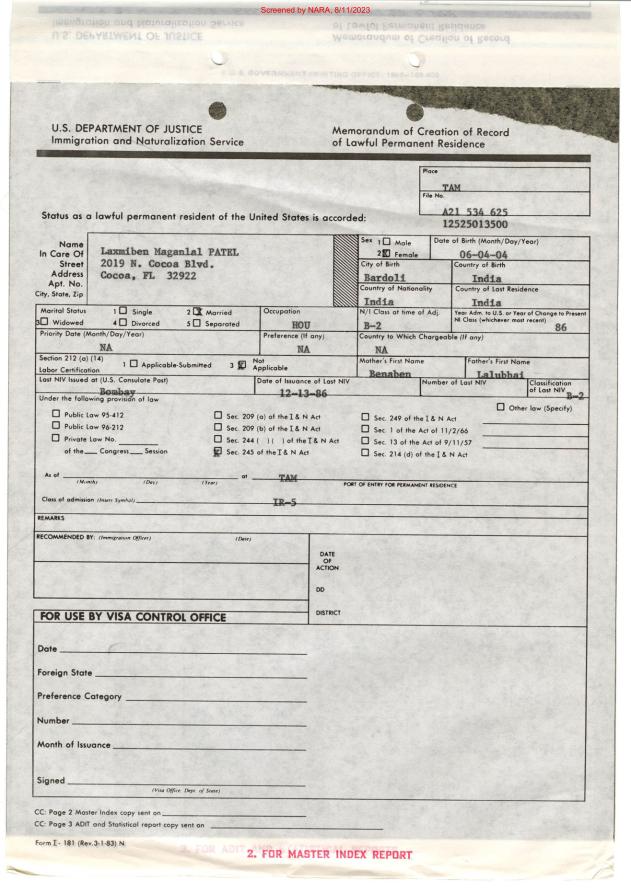 Screened by NARA, 8/11/2023
U.S. DEPARTMENT OF JUSTICE
Immigration and Naturalization Service
Memorandum of Creation of Record
of Lawful Permanent Residence
Place
TAM
File No.
A21 534 625
12525013500
Status as a lawful permanent resident of the United States is accorded:
Name
In Care Of
Street
Address
Apt. No.
City, State, Zip
Laxmiben Maganlal PATEL
2019 N. Cocoa Blvd.
Cocoa, FL 32922
Sex 1 Male
2 Female
Date of Birth (Month/Day/Year)
06-04-04
City of Birth
Bardoli
Country of Birth
India
Country of Nationality
India
Country of Last Residence
India
Marital Status 1 Single 2 Married
3 Widowed 4 Divorced 5 Separated
Occupation
HOU
N/I Class at time of Adj.
B-2
Year Adm. to U.S. or Year of Change to Present
NI Class (whichever most recent)
86
Priority Date (Month/Day/Year)
NA
Preference (If any)
NA
Country to Which Chargeable (If any)
NA
Section 212 (a) (14)
Labor Certification
1 Applicable-Submitted 3 Not Applicable
Mother's First Name
Benaben
Father's First Name
Lalubhai
Last NIV Issued at (U.S. Consulate Post)
Bombay
Date of Issuance of Last NIV
12-13-86
Number of Last NIV
Classification
of Last NIV
B-2
Under the following provision of law
Public Law 95-412
Public Law 96-212
Private Law No.
of the Congress Session
Sec. 209 (a) of the I & N Act
Sec. 209 (b) of the I & N Act
Sec. 244 ( ) ( ) of the I & N Act
Sec. 245 of the I & N Act
Sec. 249 of I & N Act
Sec. 1 of the Act of 11/2/66
Sec. 13 of the Act of 9/11/57
Sec. 214 (d) of the I & N Act
Other law (Specify)
As of at TAM
(Month) (Day) (Year)
PORT OF ENTRY FOR PERMANENT RESIDENCE
Class of admission (Insert Symbol) IR-5
REMARKS
RECOMMENDED BY: (Immigration Officer) (Date)
DATE
OF
ACTION
DD
DISTRICT
FOR USE BY VISA CONTROL OFFICE
Date
Foreign State
Preference Category
Number
Month of Issuance
Signed
(Visa Office Dept. of State)
CC: Page 2 Master Index copy sent on
CC: Page 3 ADIT and Statistical report copy sent on
Form I-181 (Rev.3-1-83) N
2. FOR MASTER INDEX REPORT